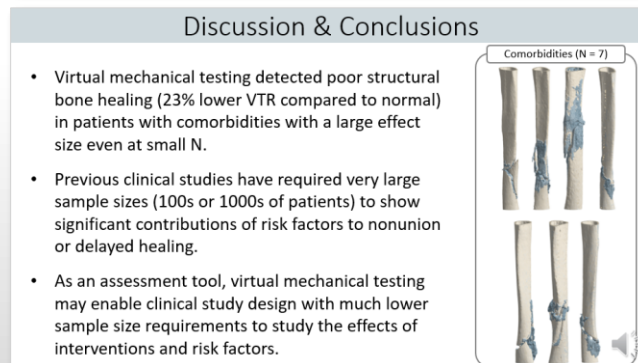 Discussion & Conclusions
• Virtual mechanical testing detected poor structural
bone healing (23% lower VTR compared to normal)
in patients with comorbidities with a large effect
size even at small N.
• Previous clinical studies have required very large
sample sizes (100s or 1000s of patients) to show
significant contributions of risk factors to nonunion
or delayed healing.
• As an assessment tool, virtual mechanical testing
may enable clinical study design with much lower
sample size requirements to study the effects of
interventions and risk factors.
Comorbidities (N = 7)